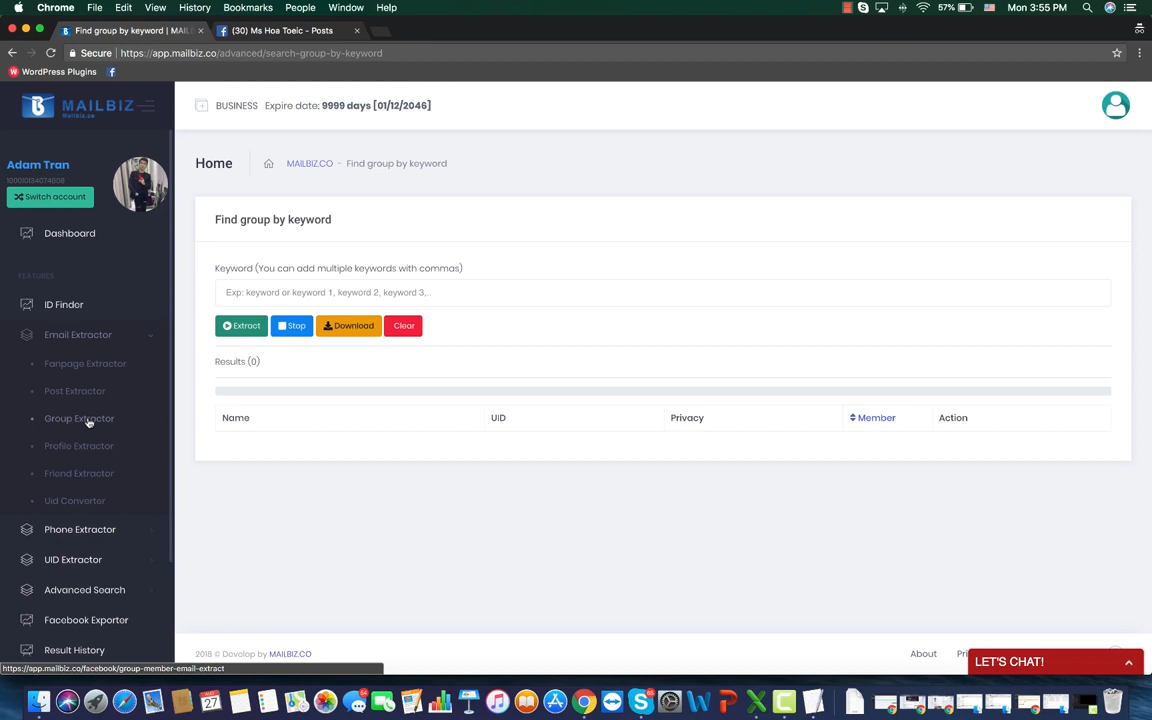 Chrome File Edit View History Bookmarks People Window Help 57% Mon 3:55 PM
Find group by keyword | MAILB × (30) Ms Hoa Toeic - Posts ×
Secure | https://app.mailbiz.co/advanced/search-group-by-keyword
WordPress Plugins
MAILBIZ
Mailbiz.co
BUSINESS Expire date: 9999 days [01/12/2046]
Adam Tran
Switch account
Home MAILBIZ.CO - Find group by keyword
Dashboard
FEATURES
ID Finder
Email Extractor
Fanpage Extractor
Post Extractor
Group Extractor
Profile Extractor
Friend Extractor
Uid Converter
Phone Extractor
UID Extractor
Advanced Search
Facebook Exporter
Result History
Find group by keyword
Keyword (You can add multiple keywords with commas)
Exp: keyword or keyword 1, keyword 2, keyword 3,..
Extract Stop Download Clear
Results (0)
Name UID Privacy Member Action
2018 © Dovolop by MAILBIZ.CO About Pri
LET'S CHAT!
https://app.mailbiz.co/facebook/group-member-email-extract